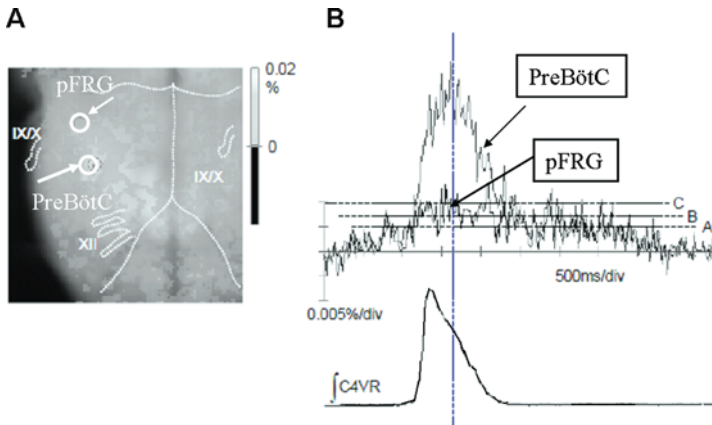 A
0.02
%
pFRG
0
IX/X
IX/X
PreBötC
XII
B
PreBötC
pFRG
C
B
A
500ms/div
0.005%/div
∫C4VR